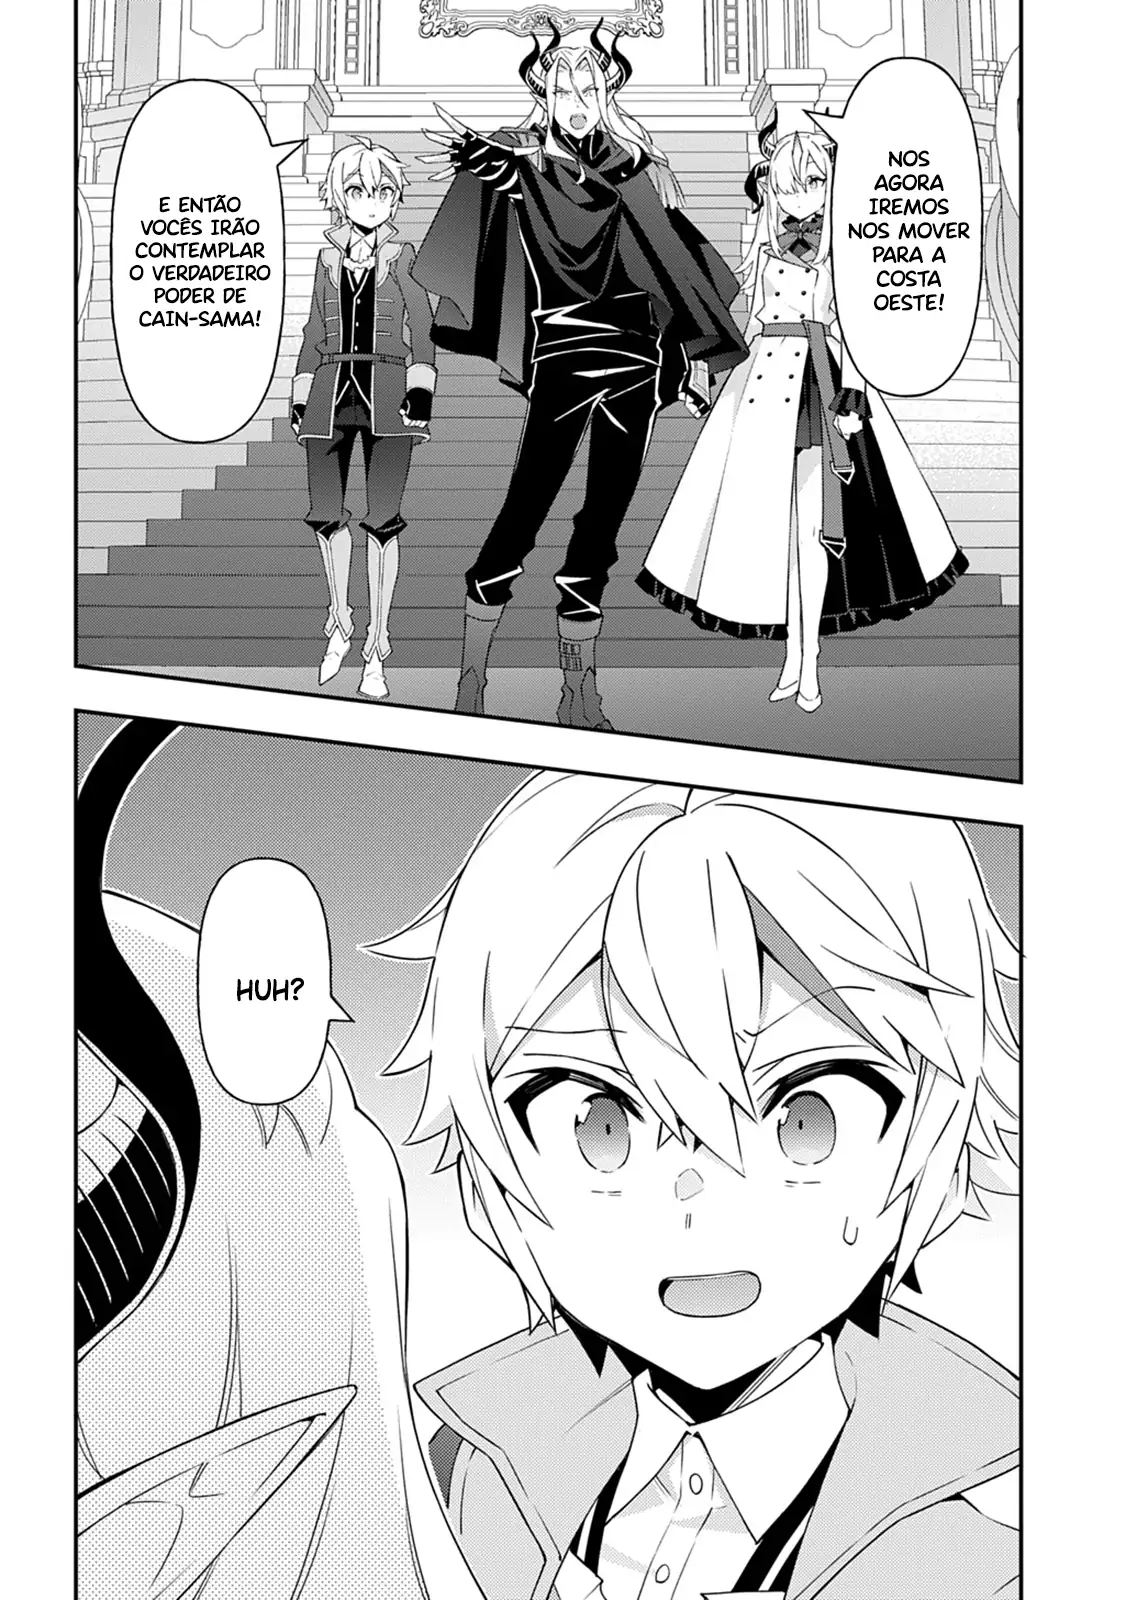 NOS
AGORA
IREMOS
NOS MOVER
PARA A
COSTA
OESTE!
E ENTÃO
VOCÊS IRÃO
CONTEMPLAR
O VERDADEIRO
PODER DE
CAIN-SAMA!
HUH?